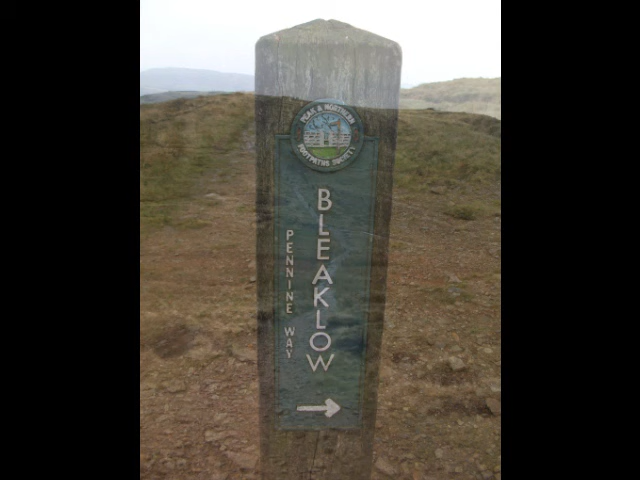 PEAK & NORTHERN
FOOTPATHS SOCIETY
BLEAKLOW
PENNINE WAY